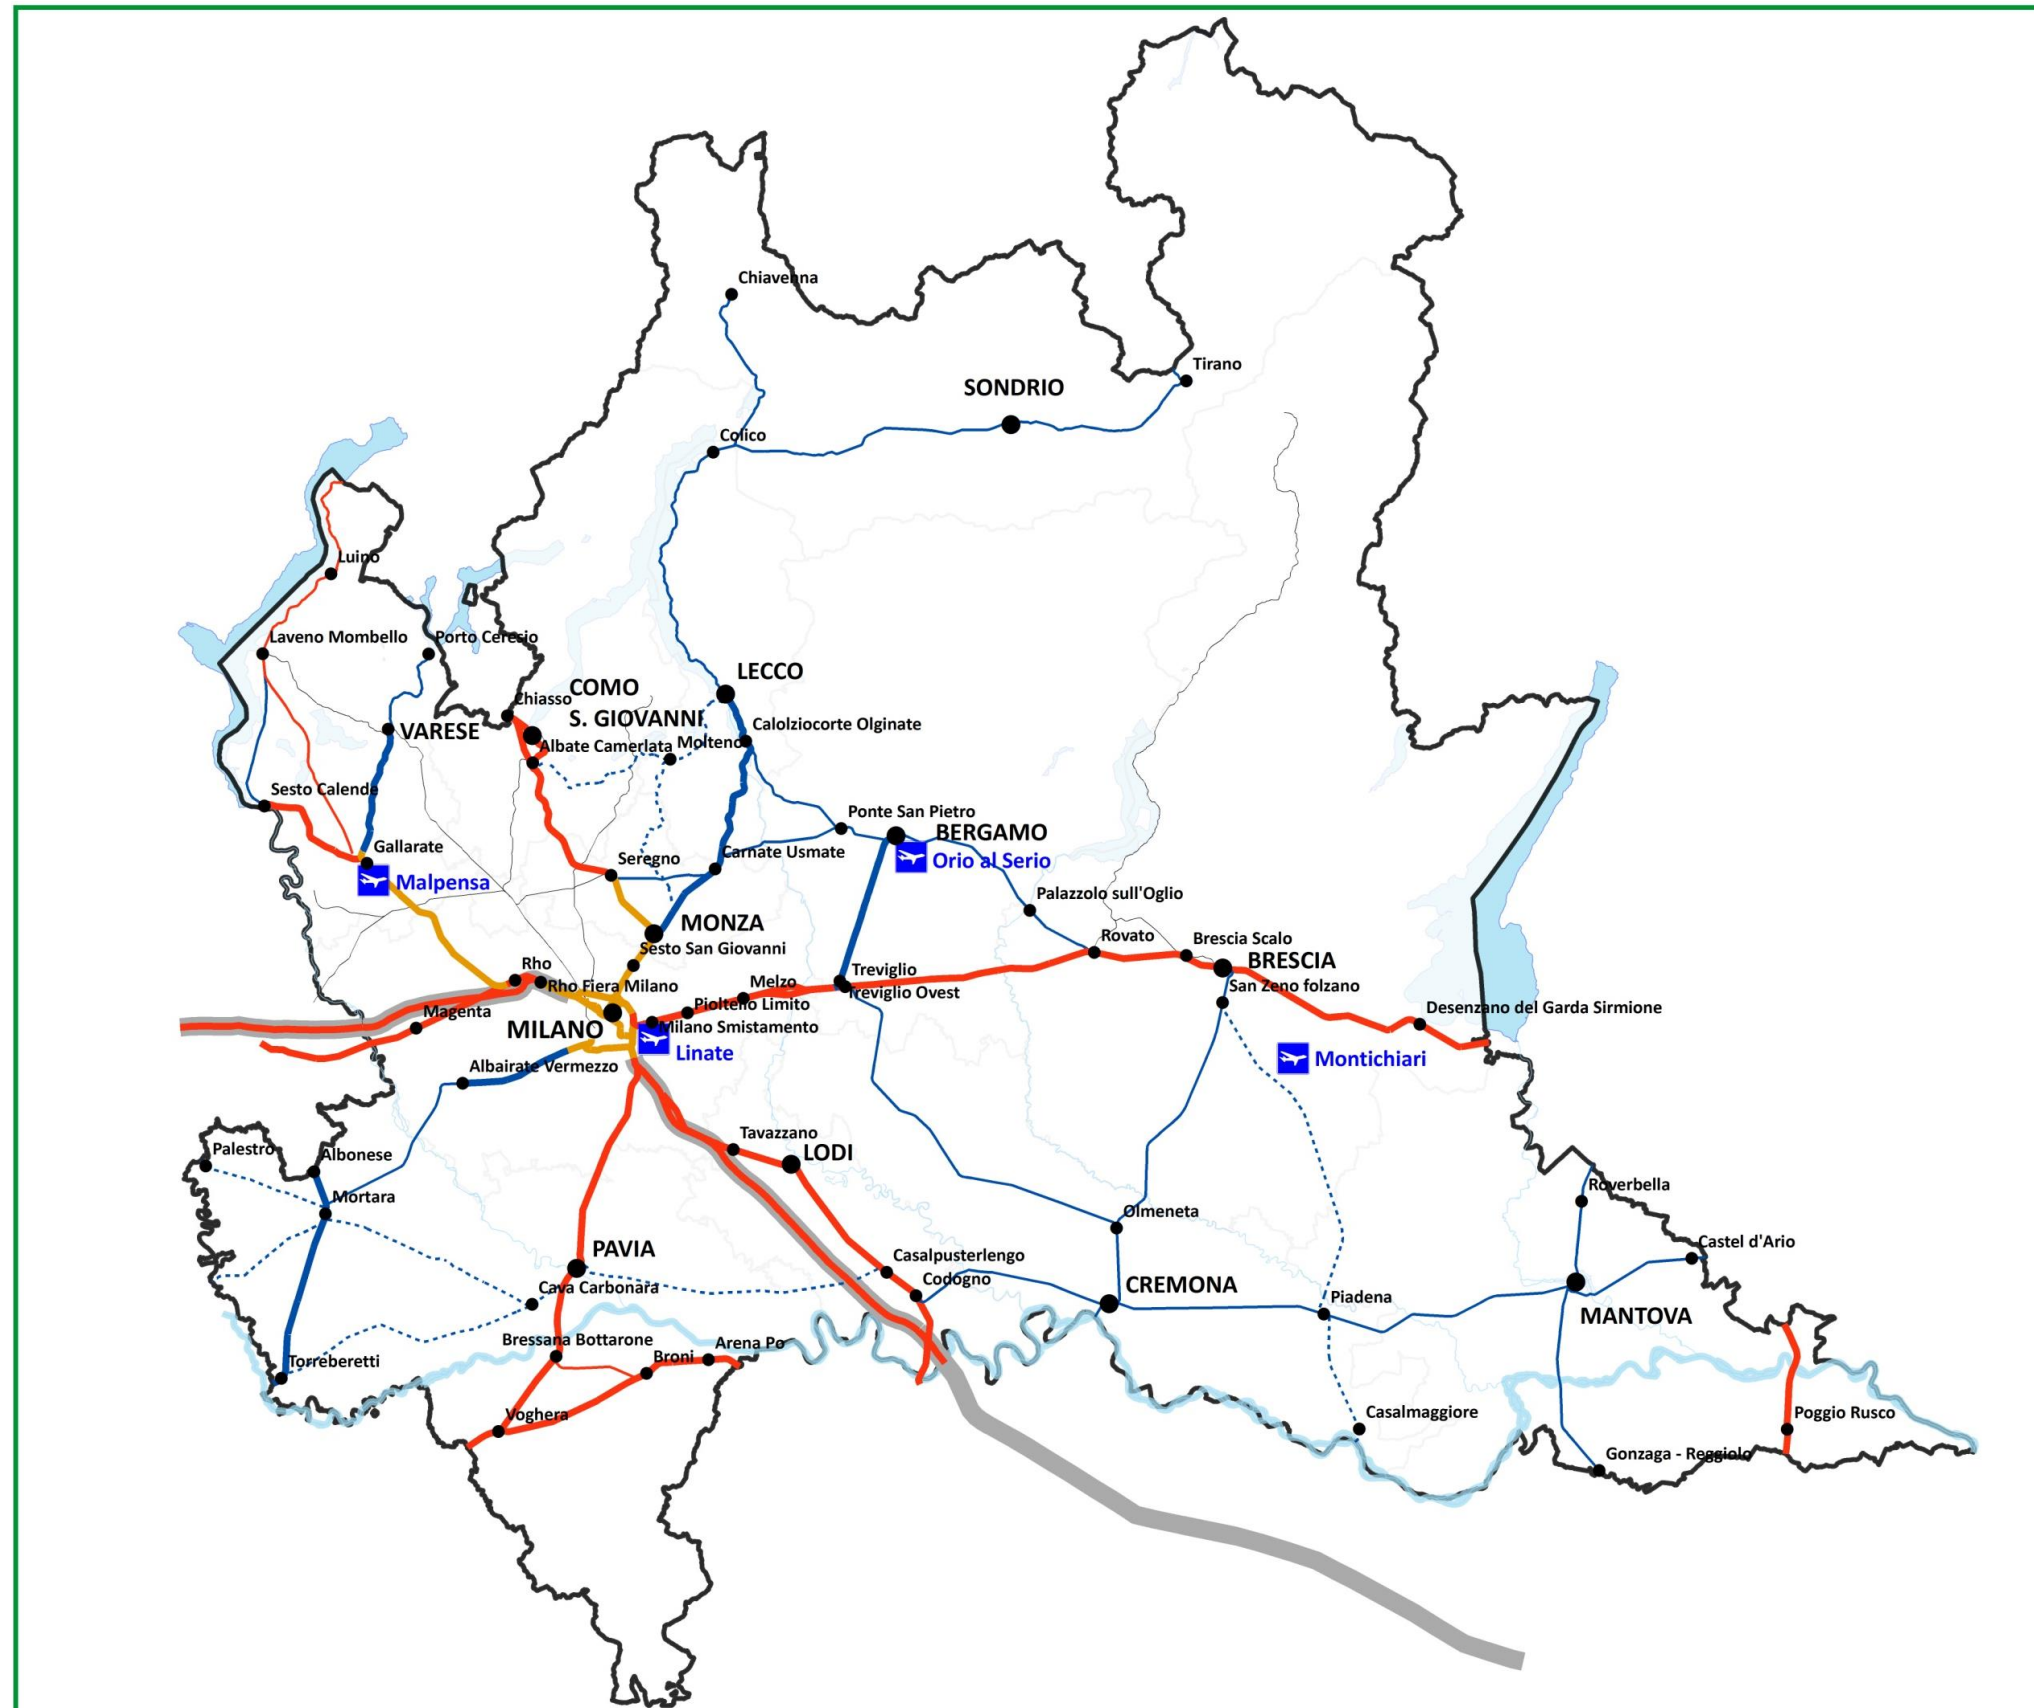 Chiavenna
Tirano
SONDRIO
Colico
Luino
Laveno Mombello
Porto Ceresio
LECCO
COMO
S. GIOVANNI
Chiasso
VARESE
Calolziocorte Olginate
Albate Camerlata
Molteno
Sesto Calende
Ponte San Pietro
BERGAMO
Gallarate
Seregno
Carnate Usmate
Orio al Serio
Malpensa
Palazzolo sull'Oglio
MONZA
Sesto San Giovanni
Rovato
Brescia Scalo
BRESCIA
Rho
Rho Fiera Milano
Melzo
Treviglio
Treviglio Ovest
San Zeno folzano
Pioltello Limito
Magenta
MILANO
Milano Smistamento
Desenzano del Garda Sirmione
Linate
Montichiari
Albairate Vermezzo
Tavazzano
LODI
Palestro
Albonese
Mortara
Roverbella
Olmeneta
Castel d'Ario
PAVIA
Casalpusterlengo
Cava Carbonara
Codogno
CREMONA
Piadena
MANTOVA
Bressana Bottarone
Broni
Arena Po
Torreberetti
Voghera
Casalmaggiore
Poggio Rusco
Gonzaga - Reggiolo